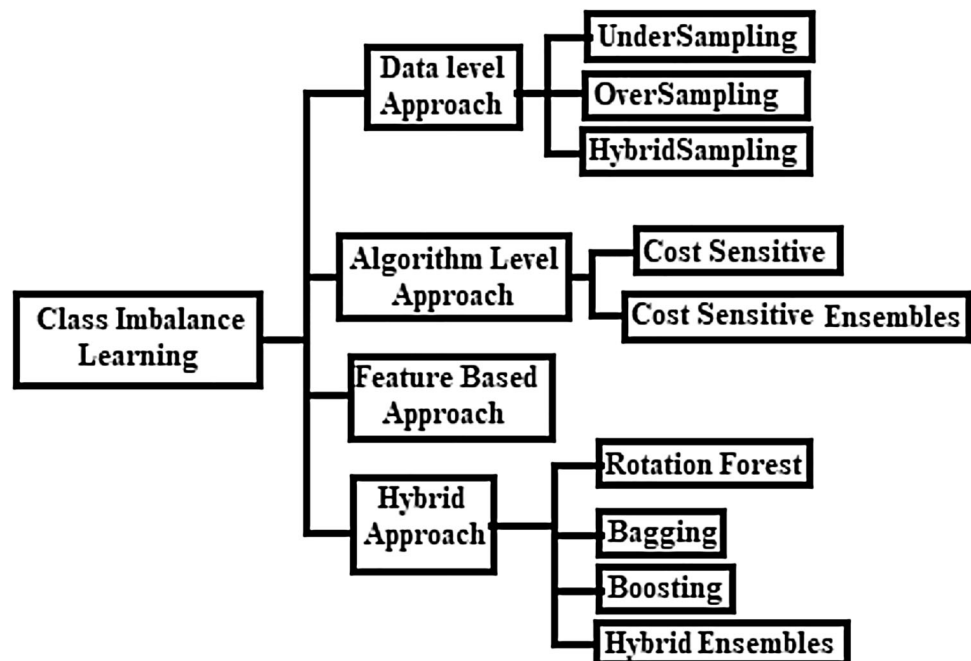 UnderSampling
Data level
Approach
OverSampling
HybridSampling
Algorithm Level
Approach
Cost Sensitive
Cost Sensitive Ensembles
Class Imbalance
Learning
Feature Based
Approach
Hybrid
Approach
Rotation Forest
Bagging
Boosting
Hybrid Ensembles